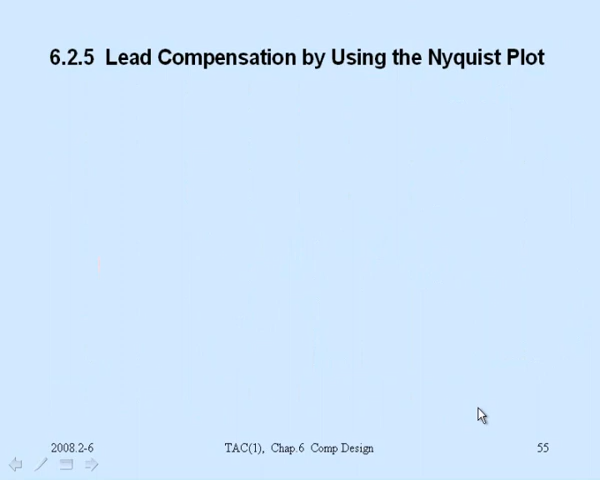 6.2.5 Lead Compensation by Using the Nyquist Plot
2008.2-6 TAC(1), Chap.6 Comp Design 55